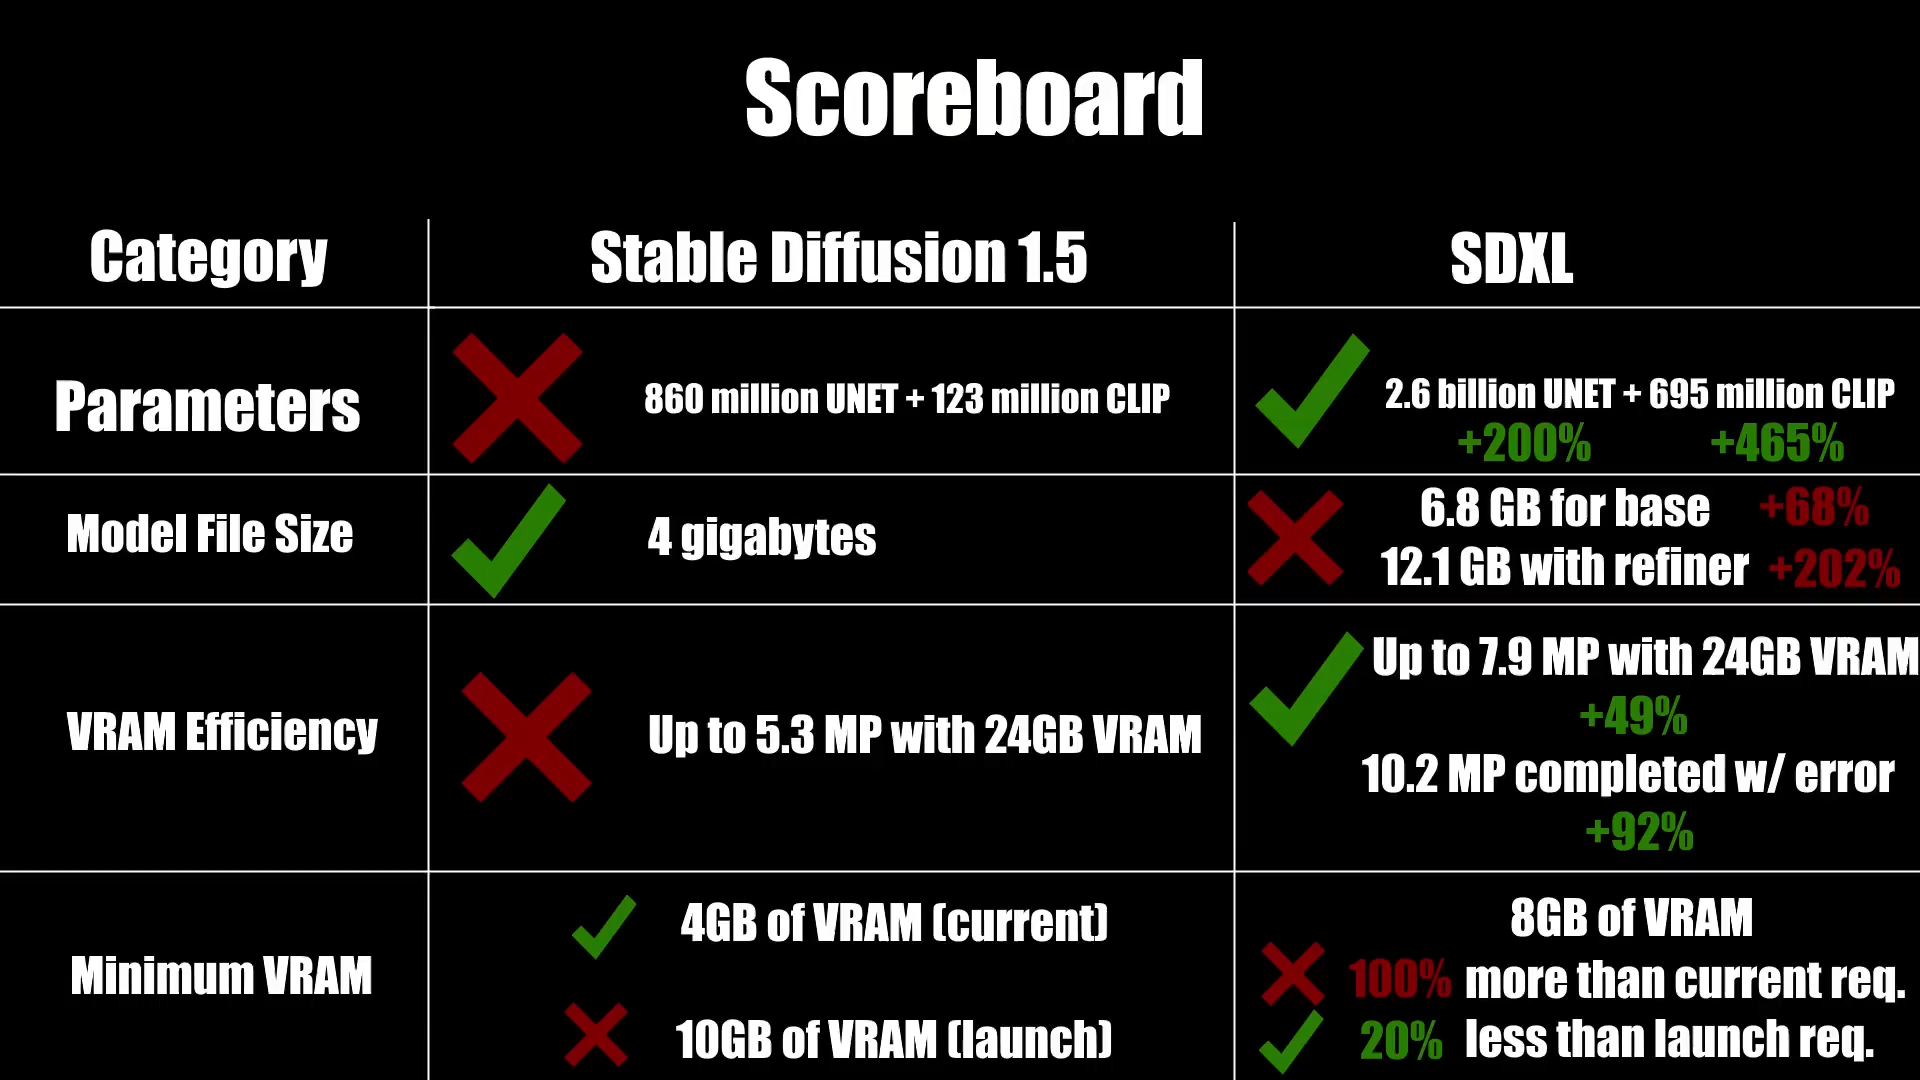 Scoreboard
Category
Stable Diffusion 1.5
SDXL
Parameters
860 million UNET + 123 million CLIP
2.6 billion UNET + 695 million CLIP
+200% +465%
Model File Size
4 gigabytes
6.8 GB for base +68%
12.1 GB with refiner +202%
VRAM Efficiency
Up to 5.3 MP with 24GB VRAM
Up to 7.9 MP with 24GB VRAM
+49%
10.2 MP completed w/ error
+92%
Minimum VRAM
4GB of VRAM (current)
10GB of VRAM (launch)
8GB of VRAM
100% more than current req.
20% less than launch req.